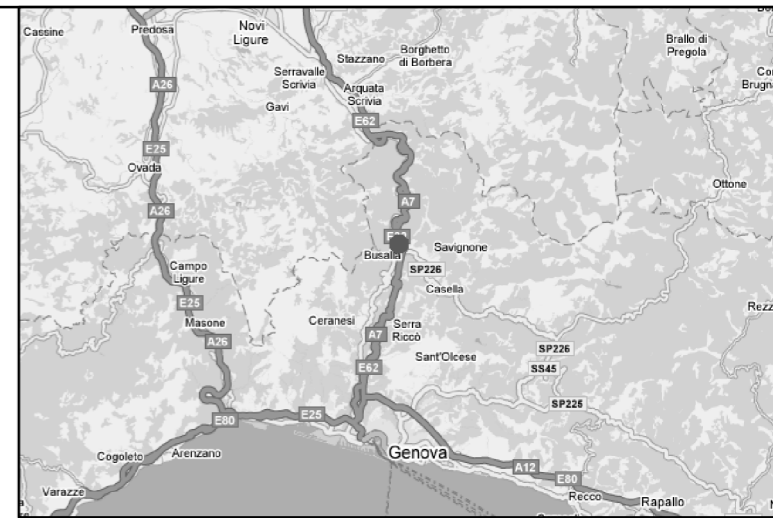 Cassine
Predosa
Novi
Ligure
Stazzano
Borghetto
di Borbera
Brallo di
Pregola
Serravalle
Scrivia
A26
Arquata
Scrivia
Gavi
E62
E25
Ovada
Ottone
A26
A7
Busalla
Savignone
SP226
Campo
Ligure
Casella
E25
Masone
Ceranesi
A7
Serra
Riccò
A26
Sant'Olcese
SP226
E62
SS45
SP225
E25
E80
Genova
Cogoleto
Arenzano
A12
E80
Varazze
Recco
Rapallo